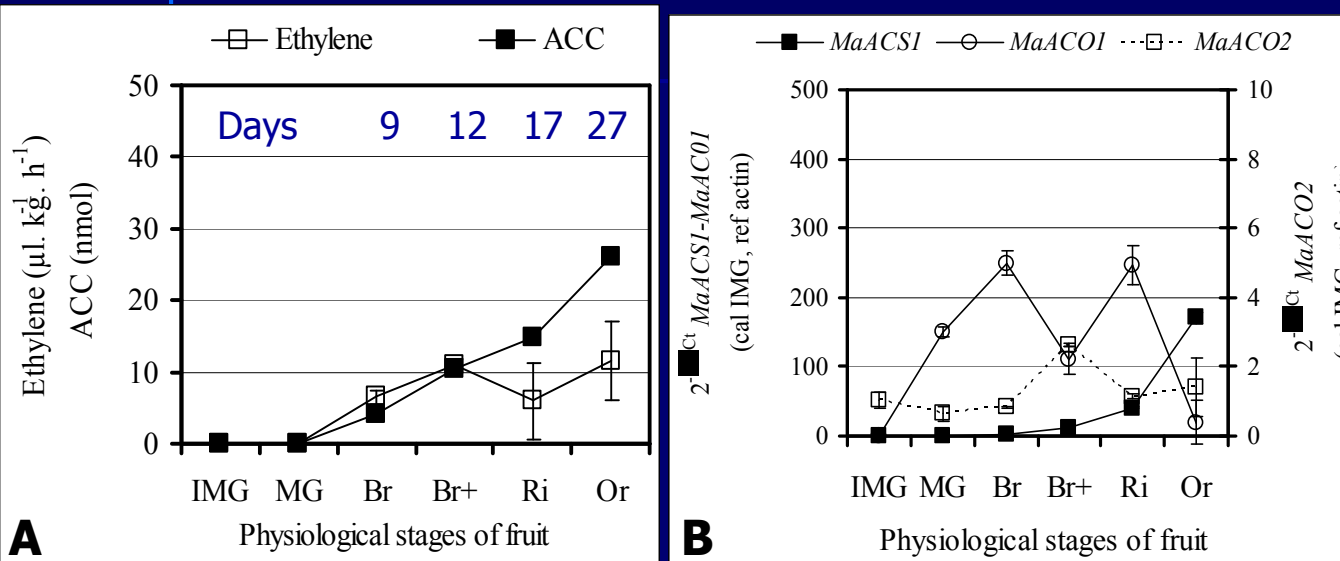 Ethylene ACC
50
40
30
20
10
0
Days 9 12 17 27
Ethylene (µl. kg-1. h-1)
ACC (nmol)
IMG MG Br Br+ Ri Or
Physiological stages of fruit
A
MaACS1 MaACO1 MaACO2
500
400
300
200
100
0
10
8
6
4
2
0
2-Ct MaACS1-MaACO1
(cal IMG, ref actin)
2-Ct MaACO2
IMG MG Br Br+ Ri Or
Physiological stages of fruit
B